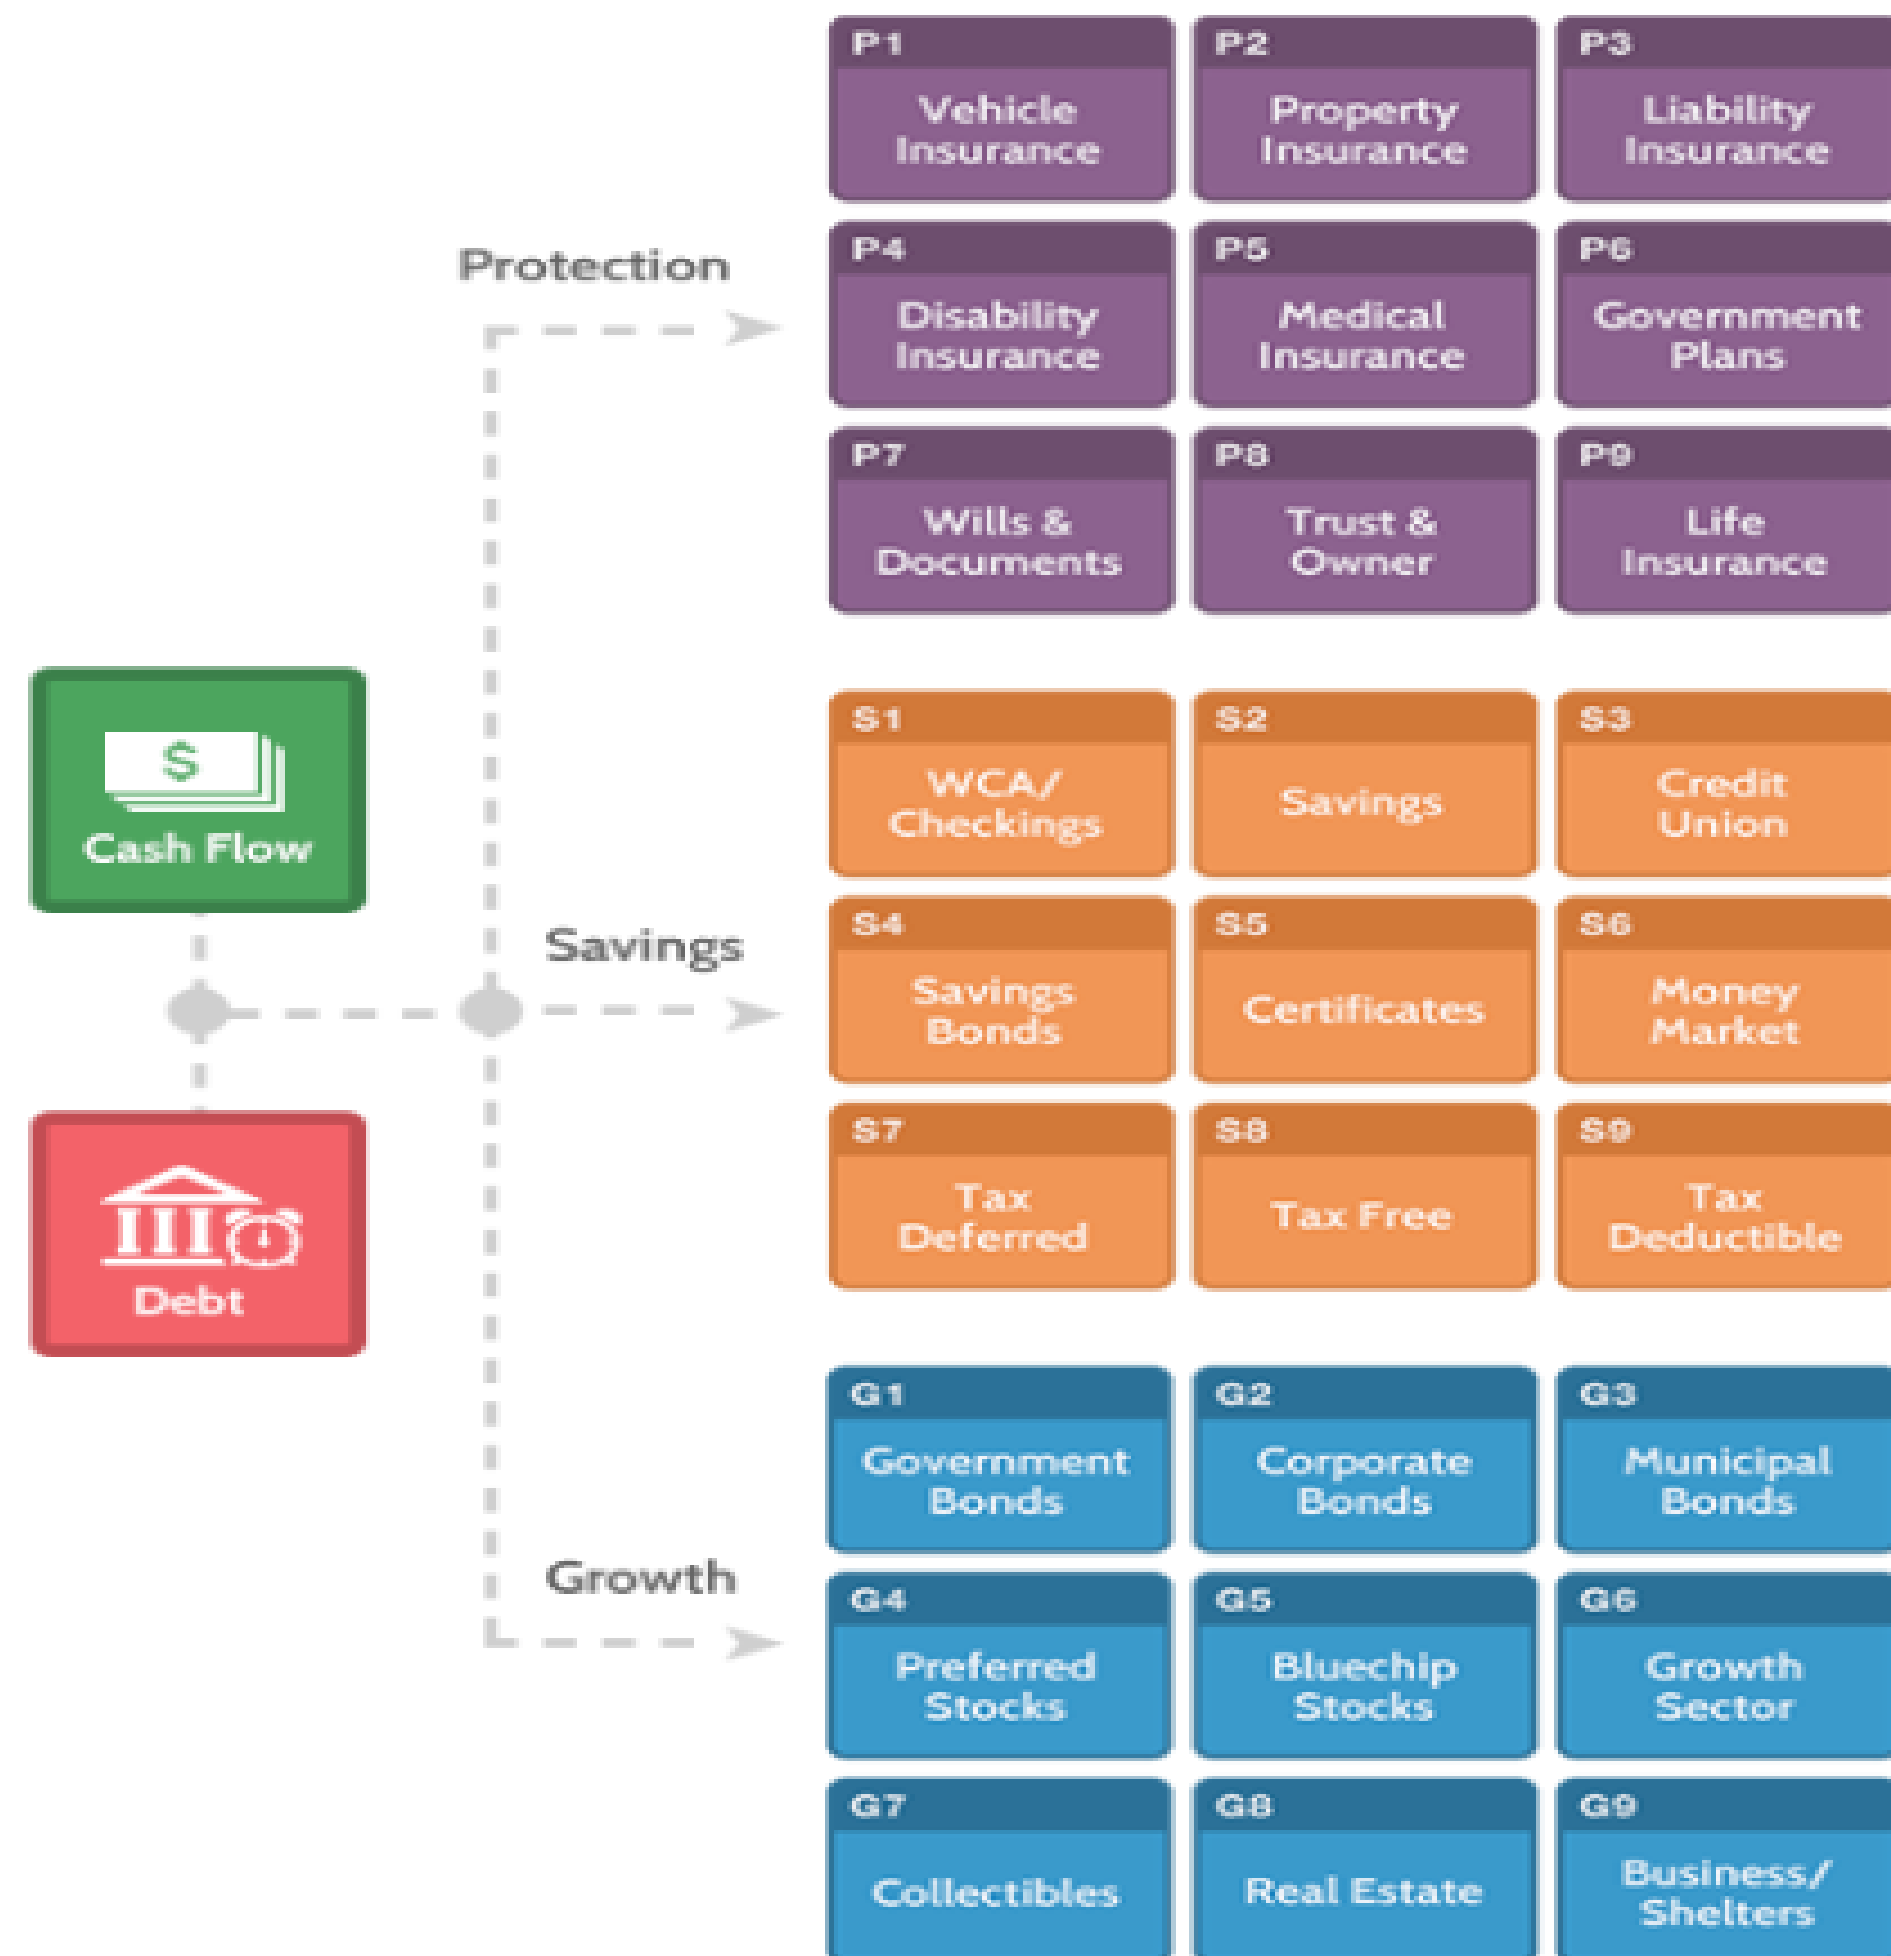 P1
Vehicle
Insurance
P2
Property
Insurance
P3
Liability
Insurance
Protection
P4
Disability
Insurance
P5
Medical
Insurance
P6
Government
Plans
P7
Wills &
Documents
P8
Trust &
Owner
P9
Life
Insurance
$
Cash Flow
Savings
S1
WCA/
Checkings
S2
Savings
S3
Credit
Union
S4
Savings
Bonds
S5
Certificates
S6
Money
Market
S7
Tax
Deferred
S8
Tax Free
S9
Tax
Deductible
Debt
Growth
G1
Government
Bonds
G2
Corporate
Bonds
G3
Municipal
Bonds
G4
Preferred
Stocks
G5
Bluechip
Stocks
G6
Growth
Sector
G7
Collectibles
G8
Real Estate
G9
Business/
Shelters